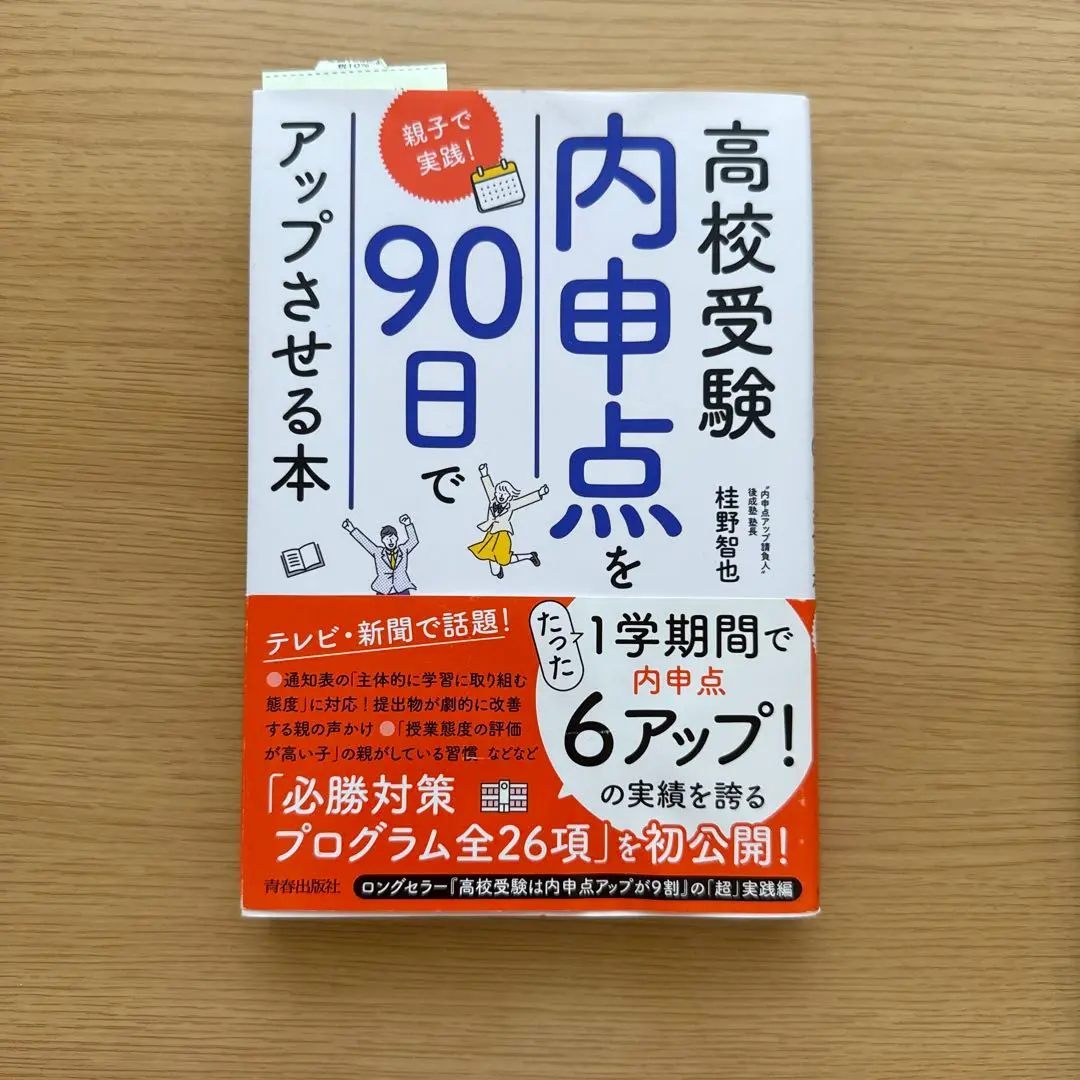 高校受験
内申点を
90日で
アップさせる本
親子で
実践!
"内申点アップ請負人"
後成塾 塾長
桂野智也
テレビ・新聞で話題!
●通知表の「主体的に学習に取り組む
態度」に対応!提出物が劇的に改善
する親の声かけ ●「授業態度の評価
が高い子」の親がしている習慣 などなど
たった
1学期間で
内申点
6アップ!
の実績を誇る
「必勝対策
プログラム全26項」を初公開!
青春出版社
ロングセラー『高校受験は内申点アップが9割』の「超」実践編